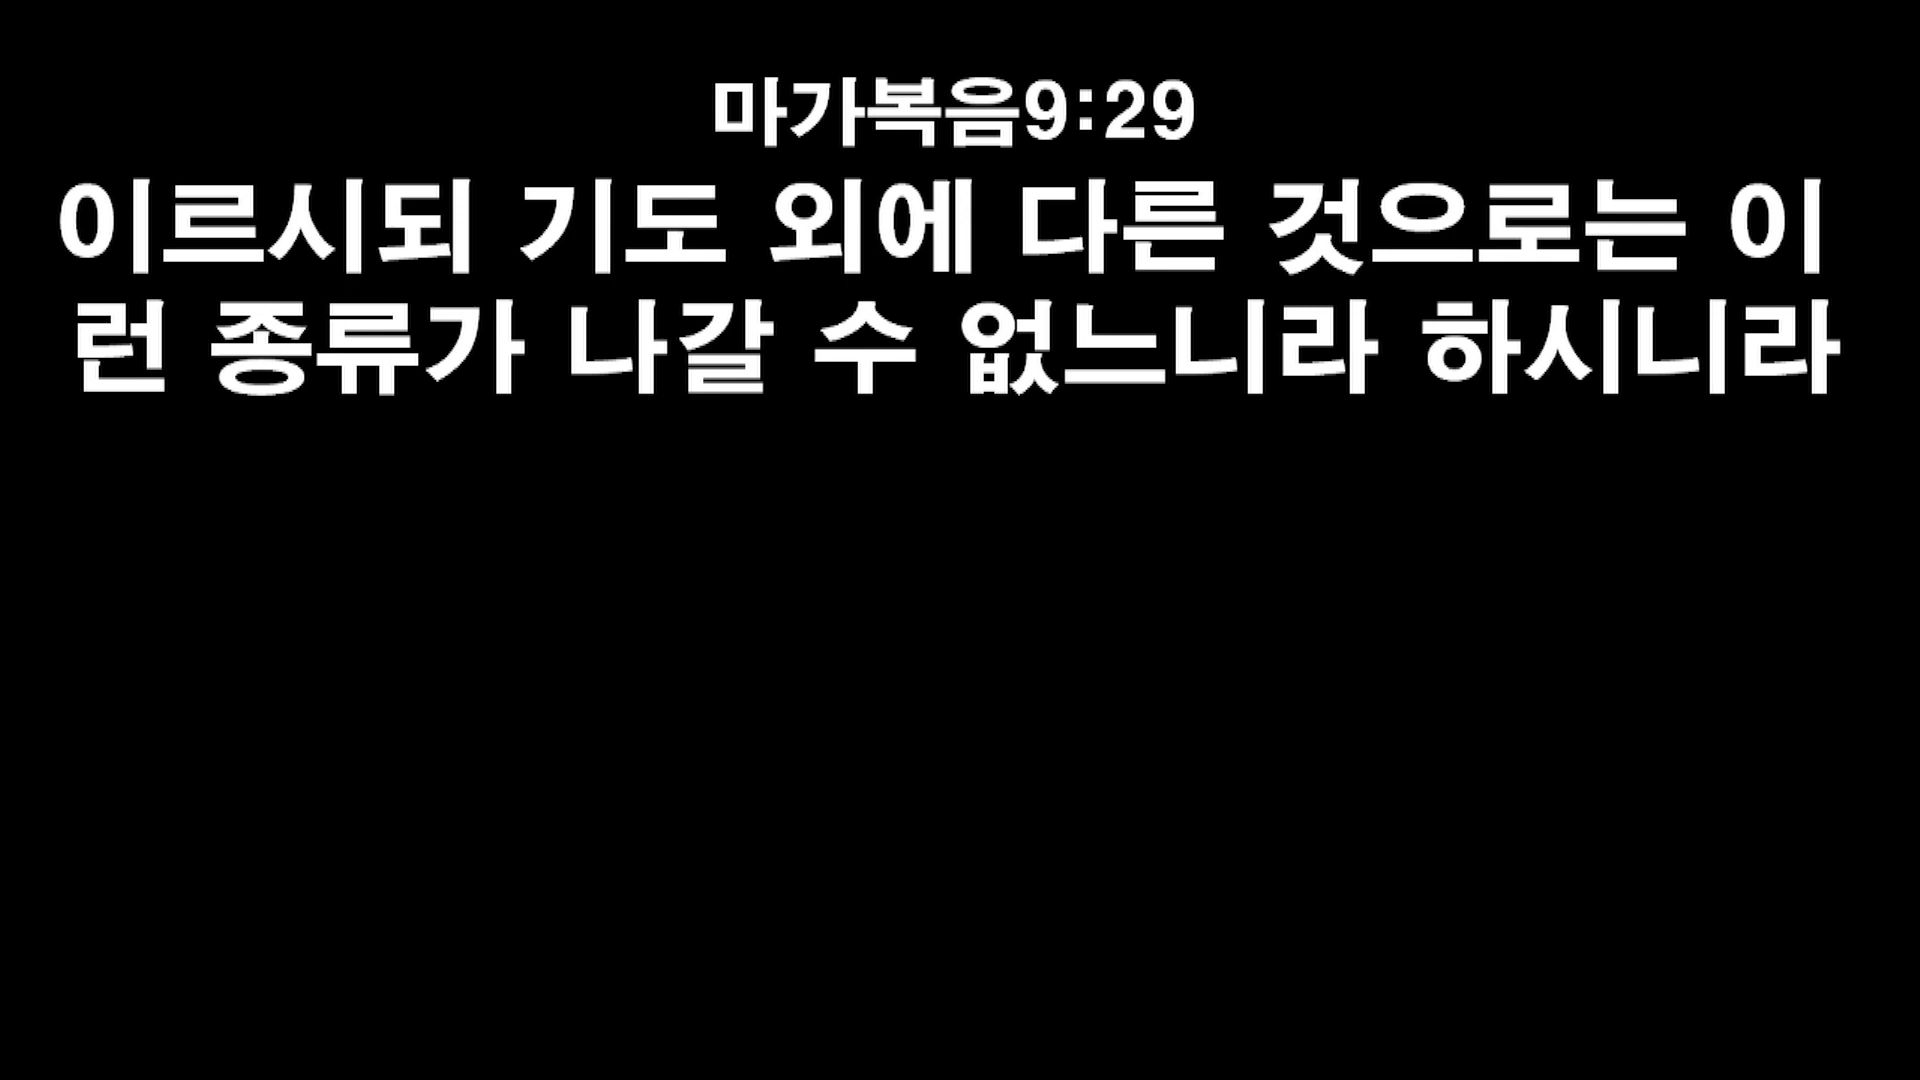 마가복음9:29
이르시되 기도 외에 다른 것으로는 이
런 종류가 나갈 수 없느니라 하시니라